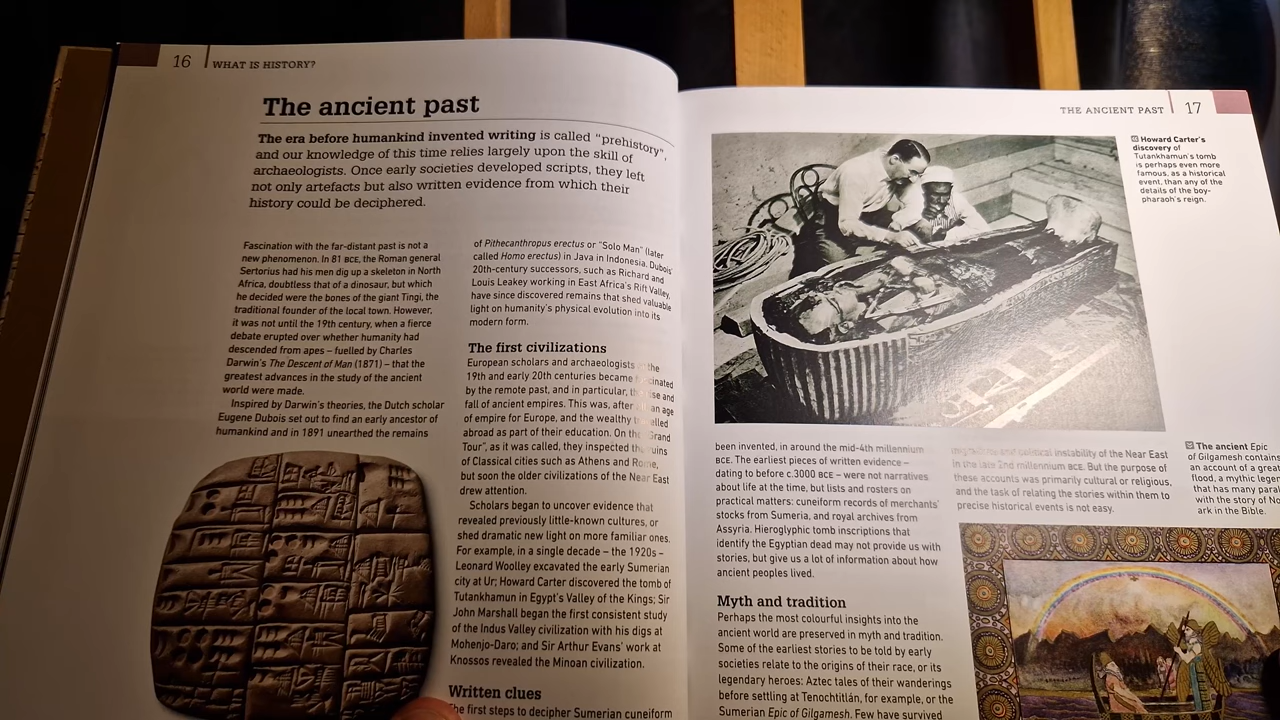 16 WHAT IS HISTORY?
The ancient past
The era before humankind invented writing is called "prehistory",
and our knowledge of this time relies largely upon the skill of
archaeologists. Once early societies developed scripts, they left
not only artefacts but also written evidence from which their
history could be deciphered.
Fascination with the far-distant past is not a
new phenomenon. In 81 BCE, the Roman general
Sertorius had his men dig up a skeleton in North
Africa, doubtless that of a dinosaur, but which
he decided were the bones of the giant Tingi, the
traditional founder of the local town. However,
it was not until the 19th century, when a fierce
debate erupted over whether humanity had
descended from apes – fuelled by Charles
Darwin's The Descent of Man (1871) – that the
greatest advances in the study of the ancient
world were made.
Inspired by Darwin's theories, the Dutch scholar
Eugene Dubois set out to find an early ancestor of
humankind and in 1891 unearthed the remains
of Pithecanthropus erectus or "Solo Man" (later
called Homo erectus) in Java in Indonesia. Dubois'
20th-century successors, such as Richard and
Louis Leakey working in East Africa's Rift Valley,
have since discovered remains that shed valuable
light on humanity's physical evolution into its
modern form.
The first civilizations
European scholars and archaeologists the
19th and early 20th centuries became
by the remote past, and in particular, and
fall of ancient empires. This was, after an age
of empire for Europe, and the wealthy
abroad as part of their education. On
Tour", as it was called, they inspected
of Classical cities such as Athens and Rome,
but soon the older civilizations of the Near East
drew attention.
Scholars began to uncover evidence that
revealed previously little-known cultures, or
shed dramatic new light on more familiar ones.
For example, in a single decade – the 1920s –
Leonard Woolley excavated the early Sumerian
city at Ur; Howard Carter discovered the tomb of
Tutankhamun in Egypt's Valley of the Kings; Sir
John Marshall began the first consistent study
of the Indus Valley civilization with his digs at
Mohenjo-Daro; and Sir Arthur Evans' work at
Knossos revealed the Minoan civilization.
Written clues
The first steps to decipher Sumerian cuneiform
THE ANCIENT PAST 17
Howard Carter's
discovery of
Tutankhamun's tomb
is perhaps even more
famous, as a historical
event, than any of the
details of the boy-
pharaoh's reign.
been invented, in around the mid-4th millennium
BCE. The earliest pieces of written evidence –
dating to before c.3000 BCE – were not narratives
about life at the time, but lists and rosters on
practical matters: cuneiform records of merchants'
stocks from Sumeria, and royal archives from
Assyria. Hieroglyphic tomb inscriptions that
identify the Egyptian dead may not provide us with
stories, but give us a lot of information about how
ancient peoples lived.
Myth and tradition
Perhaps the most colourful insights into the
ancient world are preserved in myth and tradition.
Some of the earliest stories to be told by early
societies relate to the origins of their race, or its
legendary heroes: Aztec tales of their wanderings
before settling at Tenochtitlán, for example, or the
Sumerian Epic of Gilgamesh. Few have survived
and political instability of the Near East
in the late 2nd millennium BCE. But the purpose of
these accounts was primarily cultural or religious,
and the task of relating the stories within them to
precise historical events is not easy.
The ancient Epic
of Gilgamesh contains
an account of a great
flood, a mythic
that has many
with the story of
ark in the Bible.